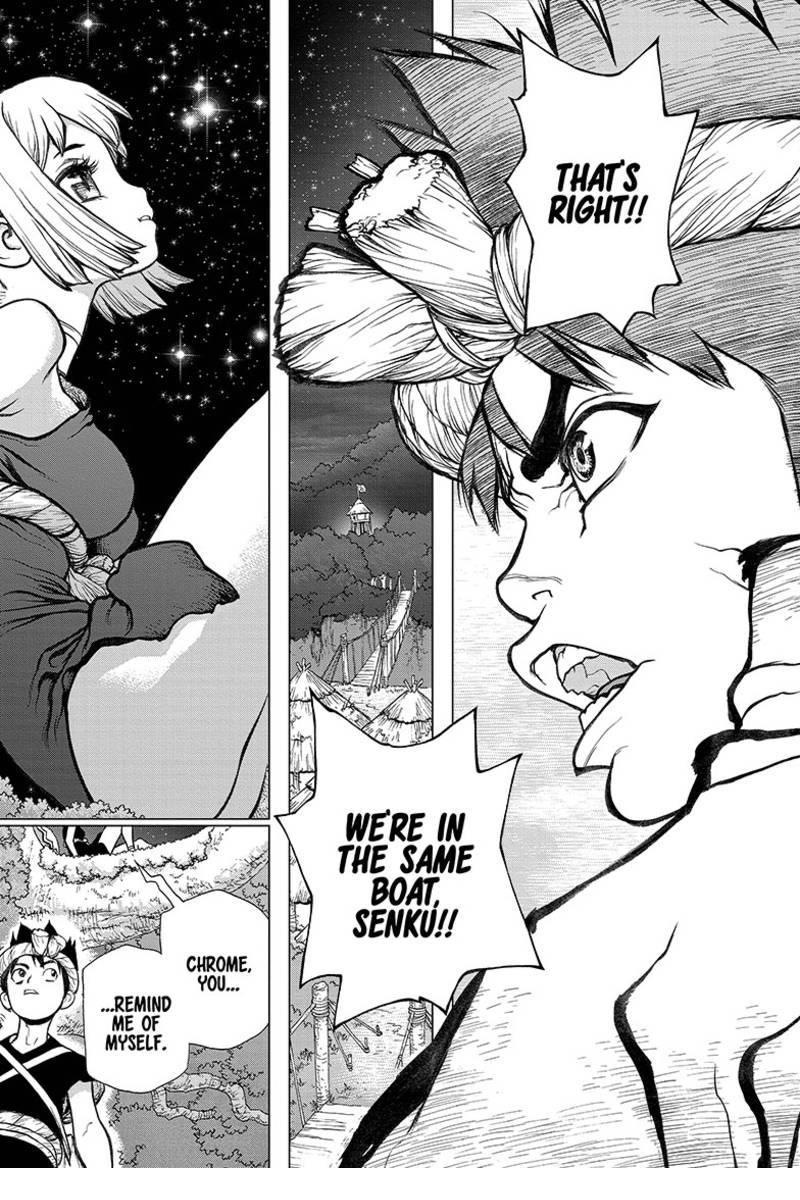 THAT'S
RIGHT!!
WE'RE IN
THE SAME
BOAT,
SENKU!!
CHROME,
YOU...
...REMIND
ME OF
MYSELF.